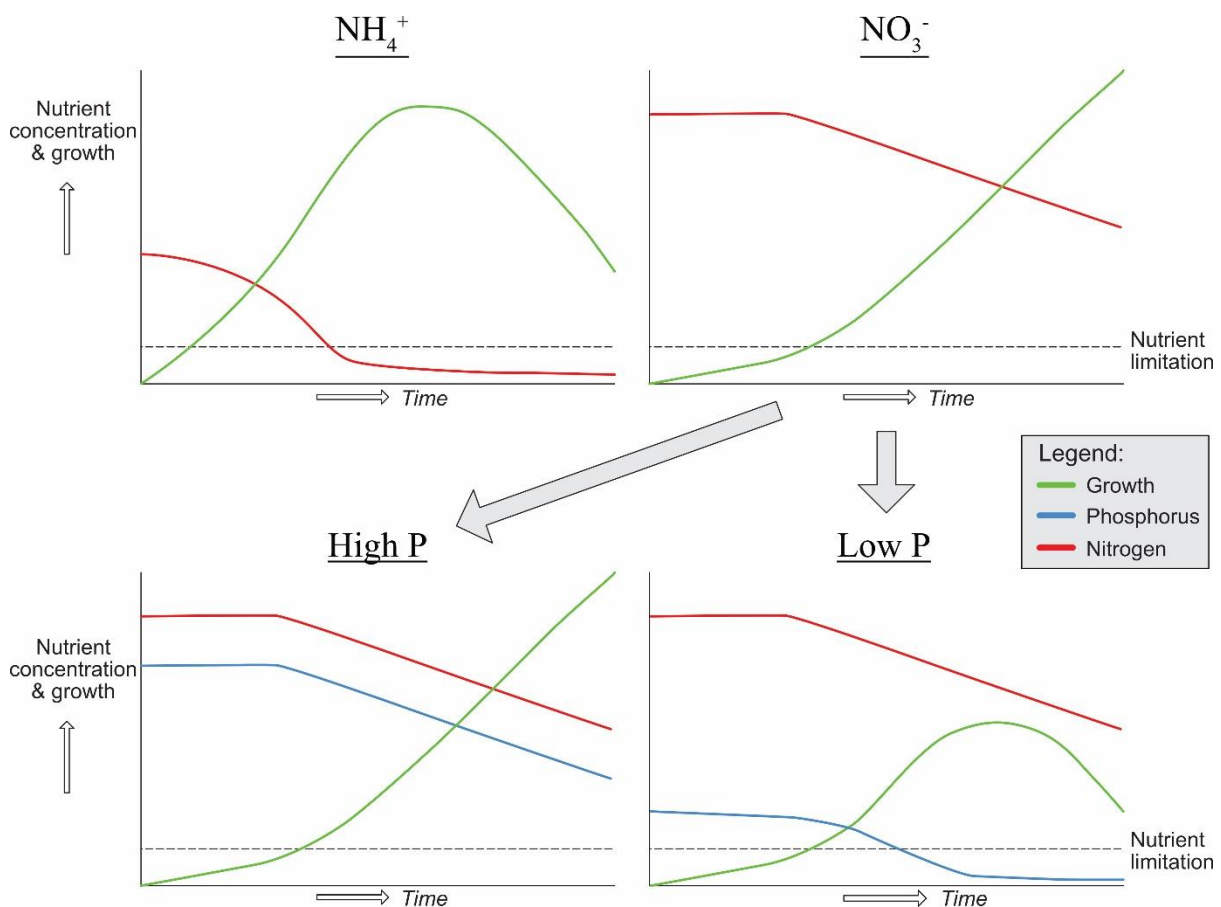 NH₄⁺
NO₃⁻
Nutrient
concentration
& growth
Time
Time
Nutrient
limitation
Legend:
Growth
Phosphorus
Nitrogen
High P
Low P
Nutrient
concentration
& growth
Time
Time
Nutrient
limitation